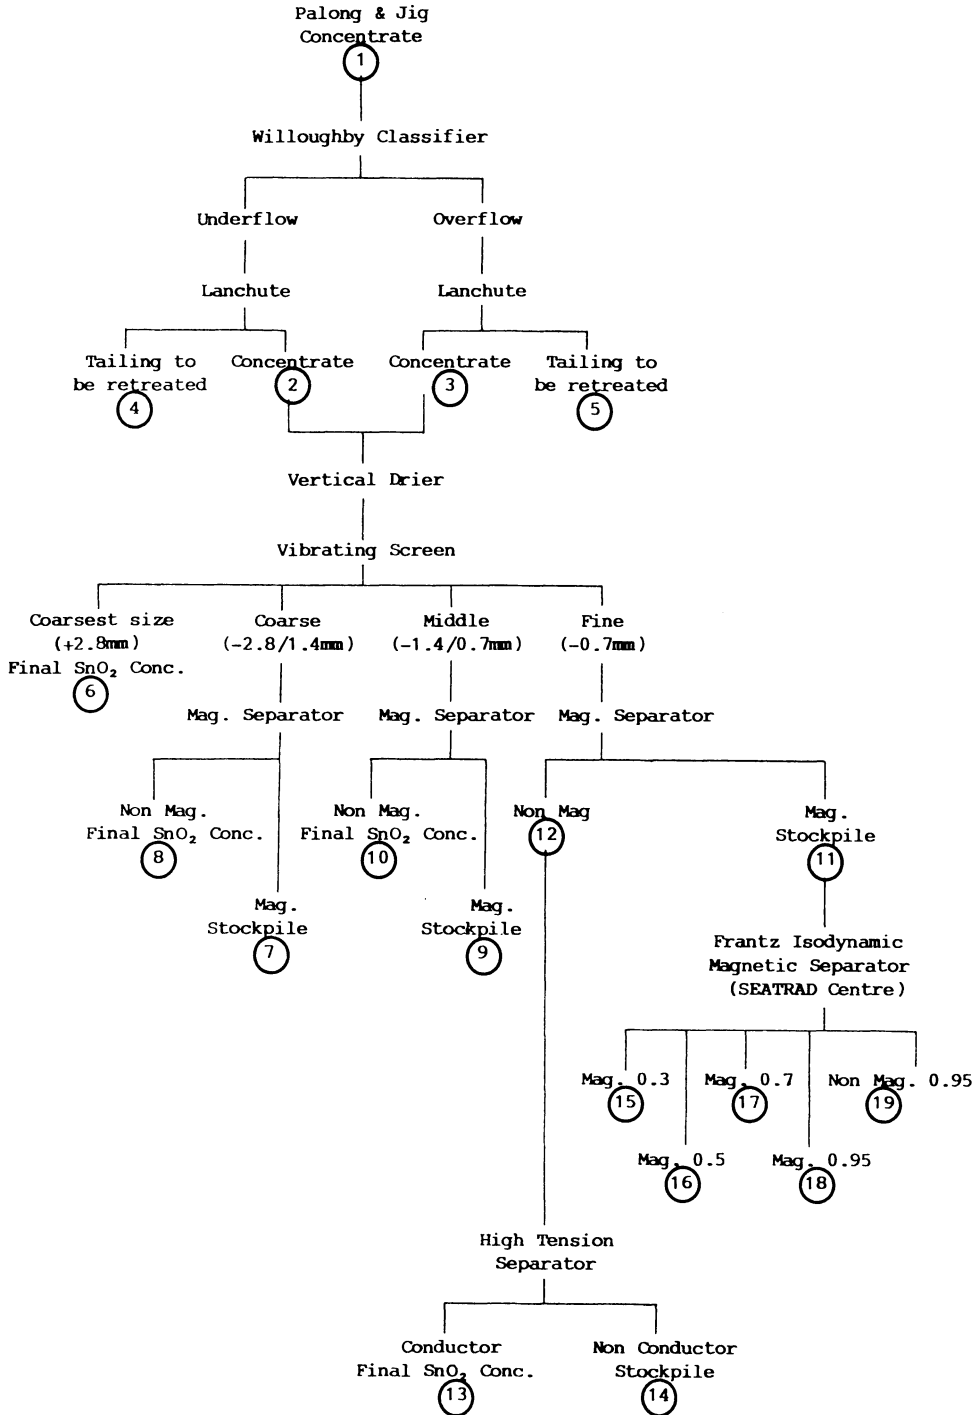 Palong & Jig
Concentrate
1
Willoughby Classifier
Underflow
Overflow
Lanchute
Lanchute
Tailing to
be retreated
4
Concentrate
2
Concentrate
3
Tailing to
be retreated
5
Vertical Drier
Vibrating Screen
Coarsest size
(+2.8mm)
Final SnO₂ Conc.
6
Coarse
(-2.8/1.4mm)
Middle
(-1.4/0.7mm)
Fine
(-0.7mm)
Mag. Separator
Mag. Separator
Mag. Separator
Non Mag.
Final SnO₂ Conc.
8
Non Mag.
Final SnO₂ Conc.
10
Non Mag
12
Mag.
Stockpile
11
Mag.
Stockpile
7
Mag.
Stockpile
9
Frantz Isodynamic
Magnetic Separator
(SEATRAD Centre)
Mag. 0.3
15
Mag. 0.7
17
Non Mag. 0.95
19
Mag. 0.5
16
Mag. 0.95
18
High Tension
Separator
Conductor
Final SnO₂ Conc.
13
Non Conductor
Stockpile
14